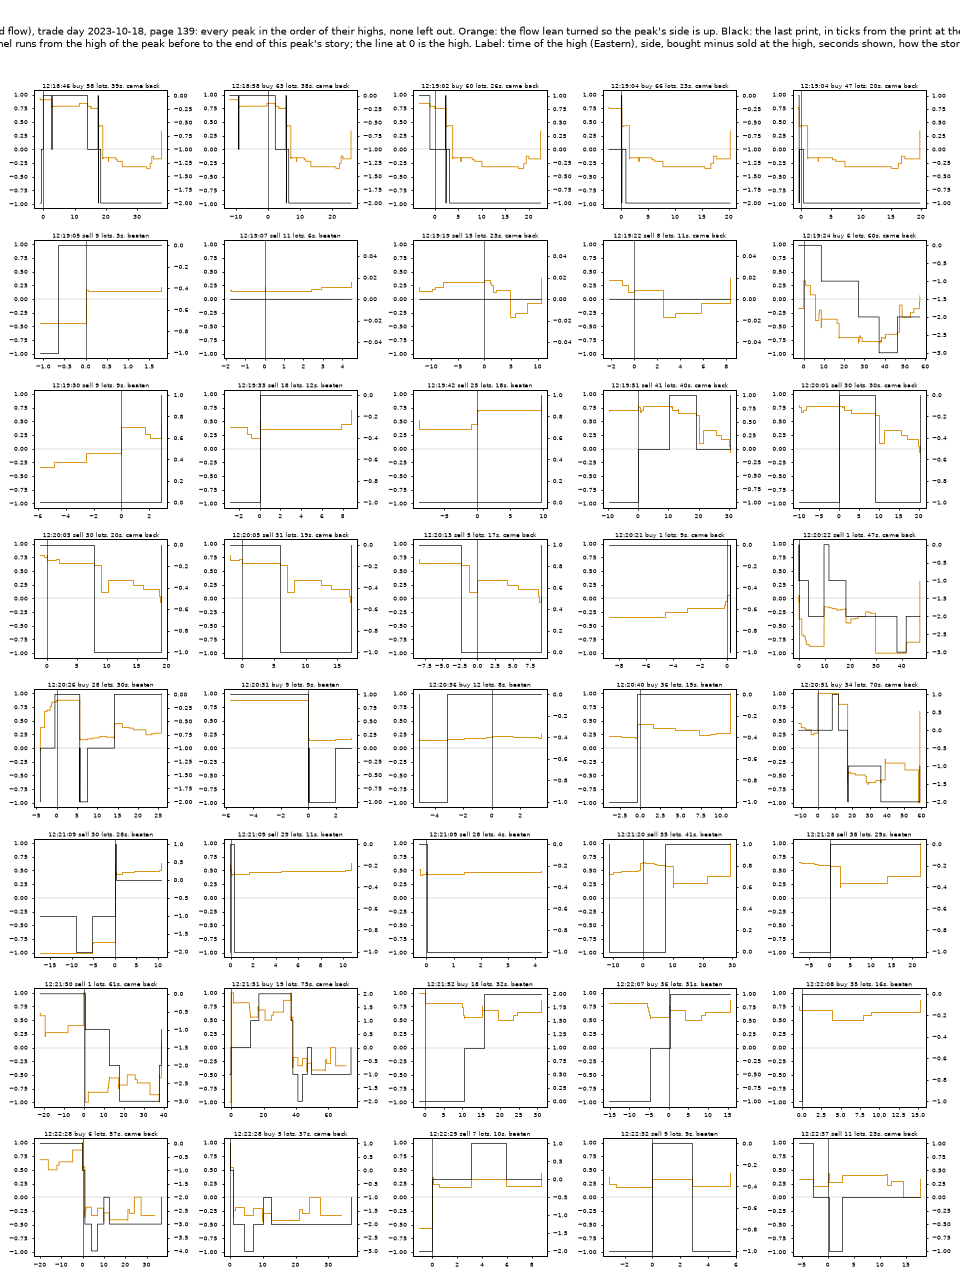 d flow), trade day 2023-10-18, page 139: every peak in the order of their highs, none left out. Orange: the flow lean turned so the peak's side is up. Black: the last print, in ticks from the print at the
nel runs from the high of the peak before to the end of this peak's story; the line at 0 is the high. Label: time of the high (Eastern), side, bought minus sold at the high, seconds shown, how the stor
12:18:46 buy 58 lots. 39s. came back
12:18:58 buy 63 lots. 38s. came back
12:19:02 buy 60 lots. 26s. came back
12:19:04 buy 66 lots. 23s. came back
12:19:04 buy 47 lots. 20s. came back
12:19:05 sell 9 lots. 3s. beaten
12:19:07 sell 11 lots. 6s. beaten
12:19:19 sell 15 lots. 23s. came back
12:19:22 sell 8 lots. 11s. came back
12:19:24 buy 6 lots. 60s. came back
12:19:30 sell 9 lots. 9s. beaten
12:19:33 sell 18 lots. 12s. beaten
12:19:42 sell 25 lots. 18s. beaten
12:19:51 sell 41 lots. 40s. came back
12:20:01 sell 30 lots. 30s. came back
12:20:03 sell 30 lots. 20s. came back
12:20:05 sell 31 lots. 19s. came back
12:20:13 sell 5 lots. 17s. came back
12:20:21 buy 1 lots. 9s. came back
12:20:22 sell 1 lots. 47s. came back
12:20:26 buy 28 lots. 30s. beaten
12:20:31 buy 9 lots. 9s. beaten
12:20:36 buy 12 lots. 8s. beaten
12:20:40 buy 36 lots. 15s. beaten
12:20:51 buy 34 lots. 70s. came back
12:21:09 sell 30 lots. 28s. beaten
12:21:09 sell 29 lots. 11s. beaten
12:21:09 sell 28 lots. 4s. beaten
12:21:20 sell 35 lots. 41s. beaten
12:21:28 sell 38 lots. 29s. beaten
12:21:50 sell 1 lots. 61s. came back
12:21:51 buy 19 lots. 75s. came back
12:21:52 buy 18 lots. 32s. beaten
12:22:07 buy 36 lots. 31s. beaten
12:22:08 buy 35 lots. 16s. beaten
12:22:28 buy 6 lots. 57s. came back
12:22:28 buy 3 lots. 37s. came back
12:22:29 sell 7 lots. 10s. beaten
12:22:32 sell 9 lots. 9s. beaten
12:22:37 sell 11 lots. 23s. came back